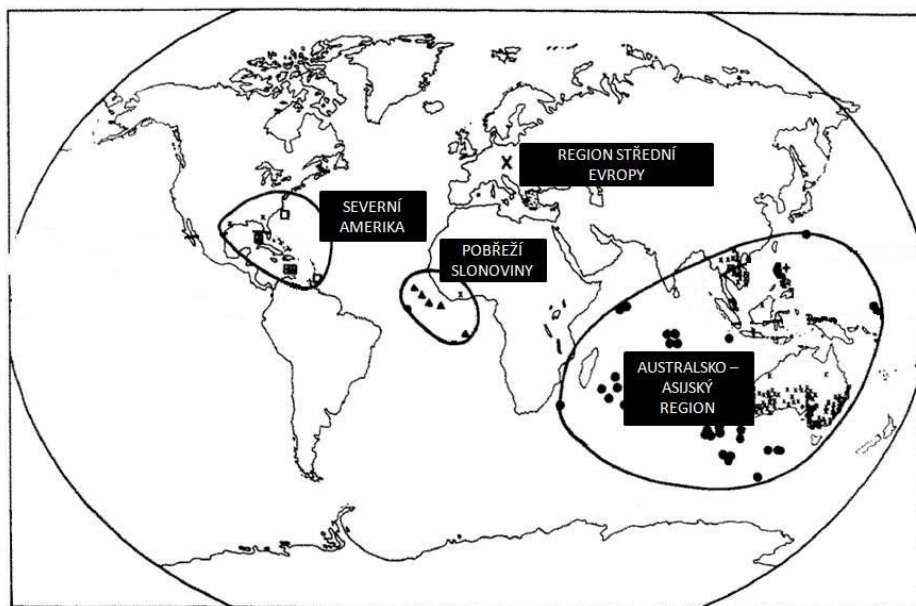 REGION STŘEDNÍ
EVROPY
SEVERNÍ
AMERIKA
POBŘEŽÍ
SLONOVINY
AUSTRALSKO –
ASIJSKÝ
REGION